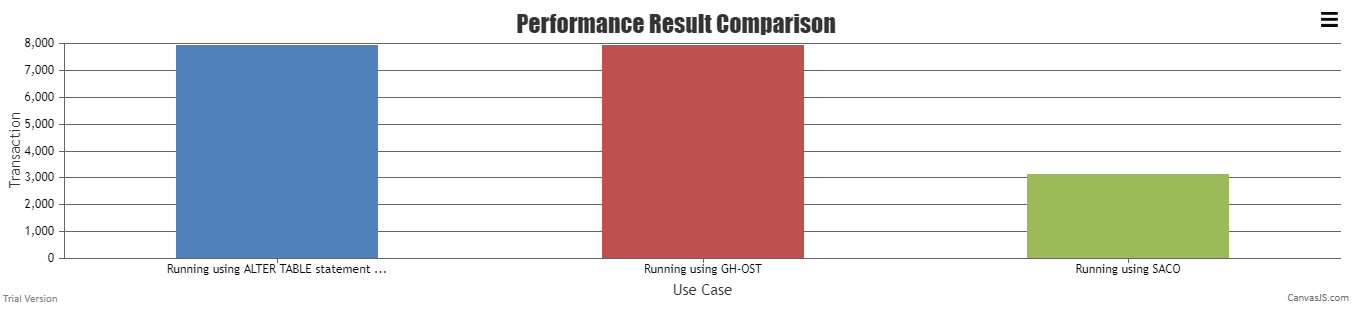 Performance Result Comparison
8,000
7,000
6,000
5,000
4,000
3,000
2,000
1,000
0
Transaction
Running using ALTER TABLE statement ...
Running using GH-OST
Running using SACO
Use Case
Trial Version
CanvasJS.com